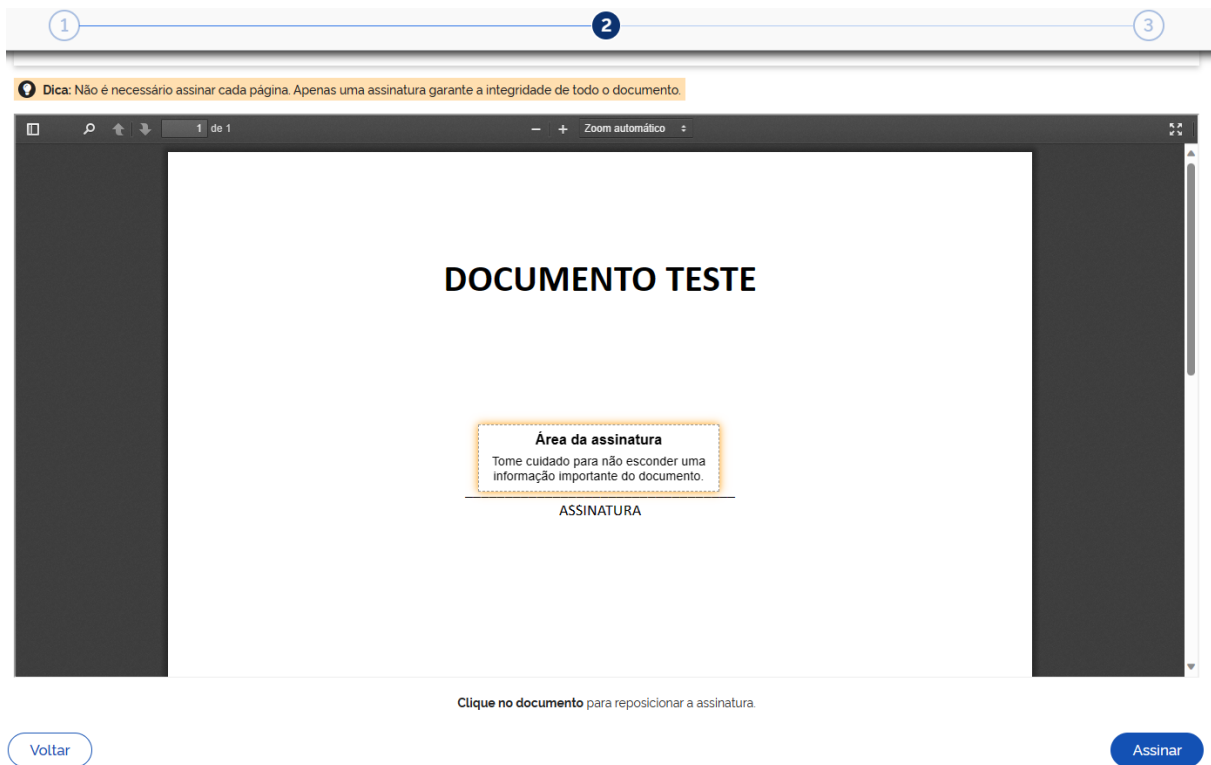 1
2
3
Dica: Não é necessário assinar cada página. Apenas uma assinatura garante a integridade de todo o documento.
1 de 1
Zoom automático
DOCUMENTO TESTE
Área da assinatura
Tome cuidado para não esconder uma
informação importante do documento.
ASSINATURA
Clique no documento para reposicionar a assinatura.
Voltar
Assinar